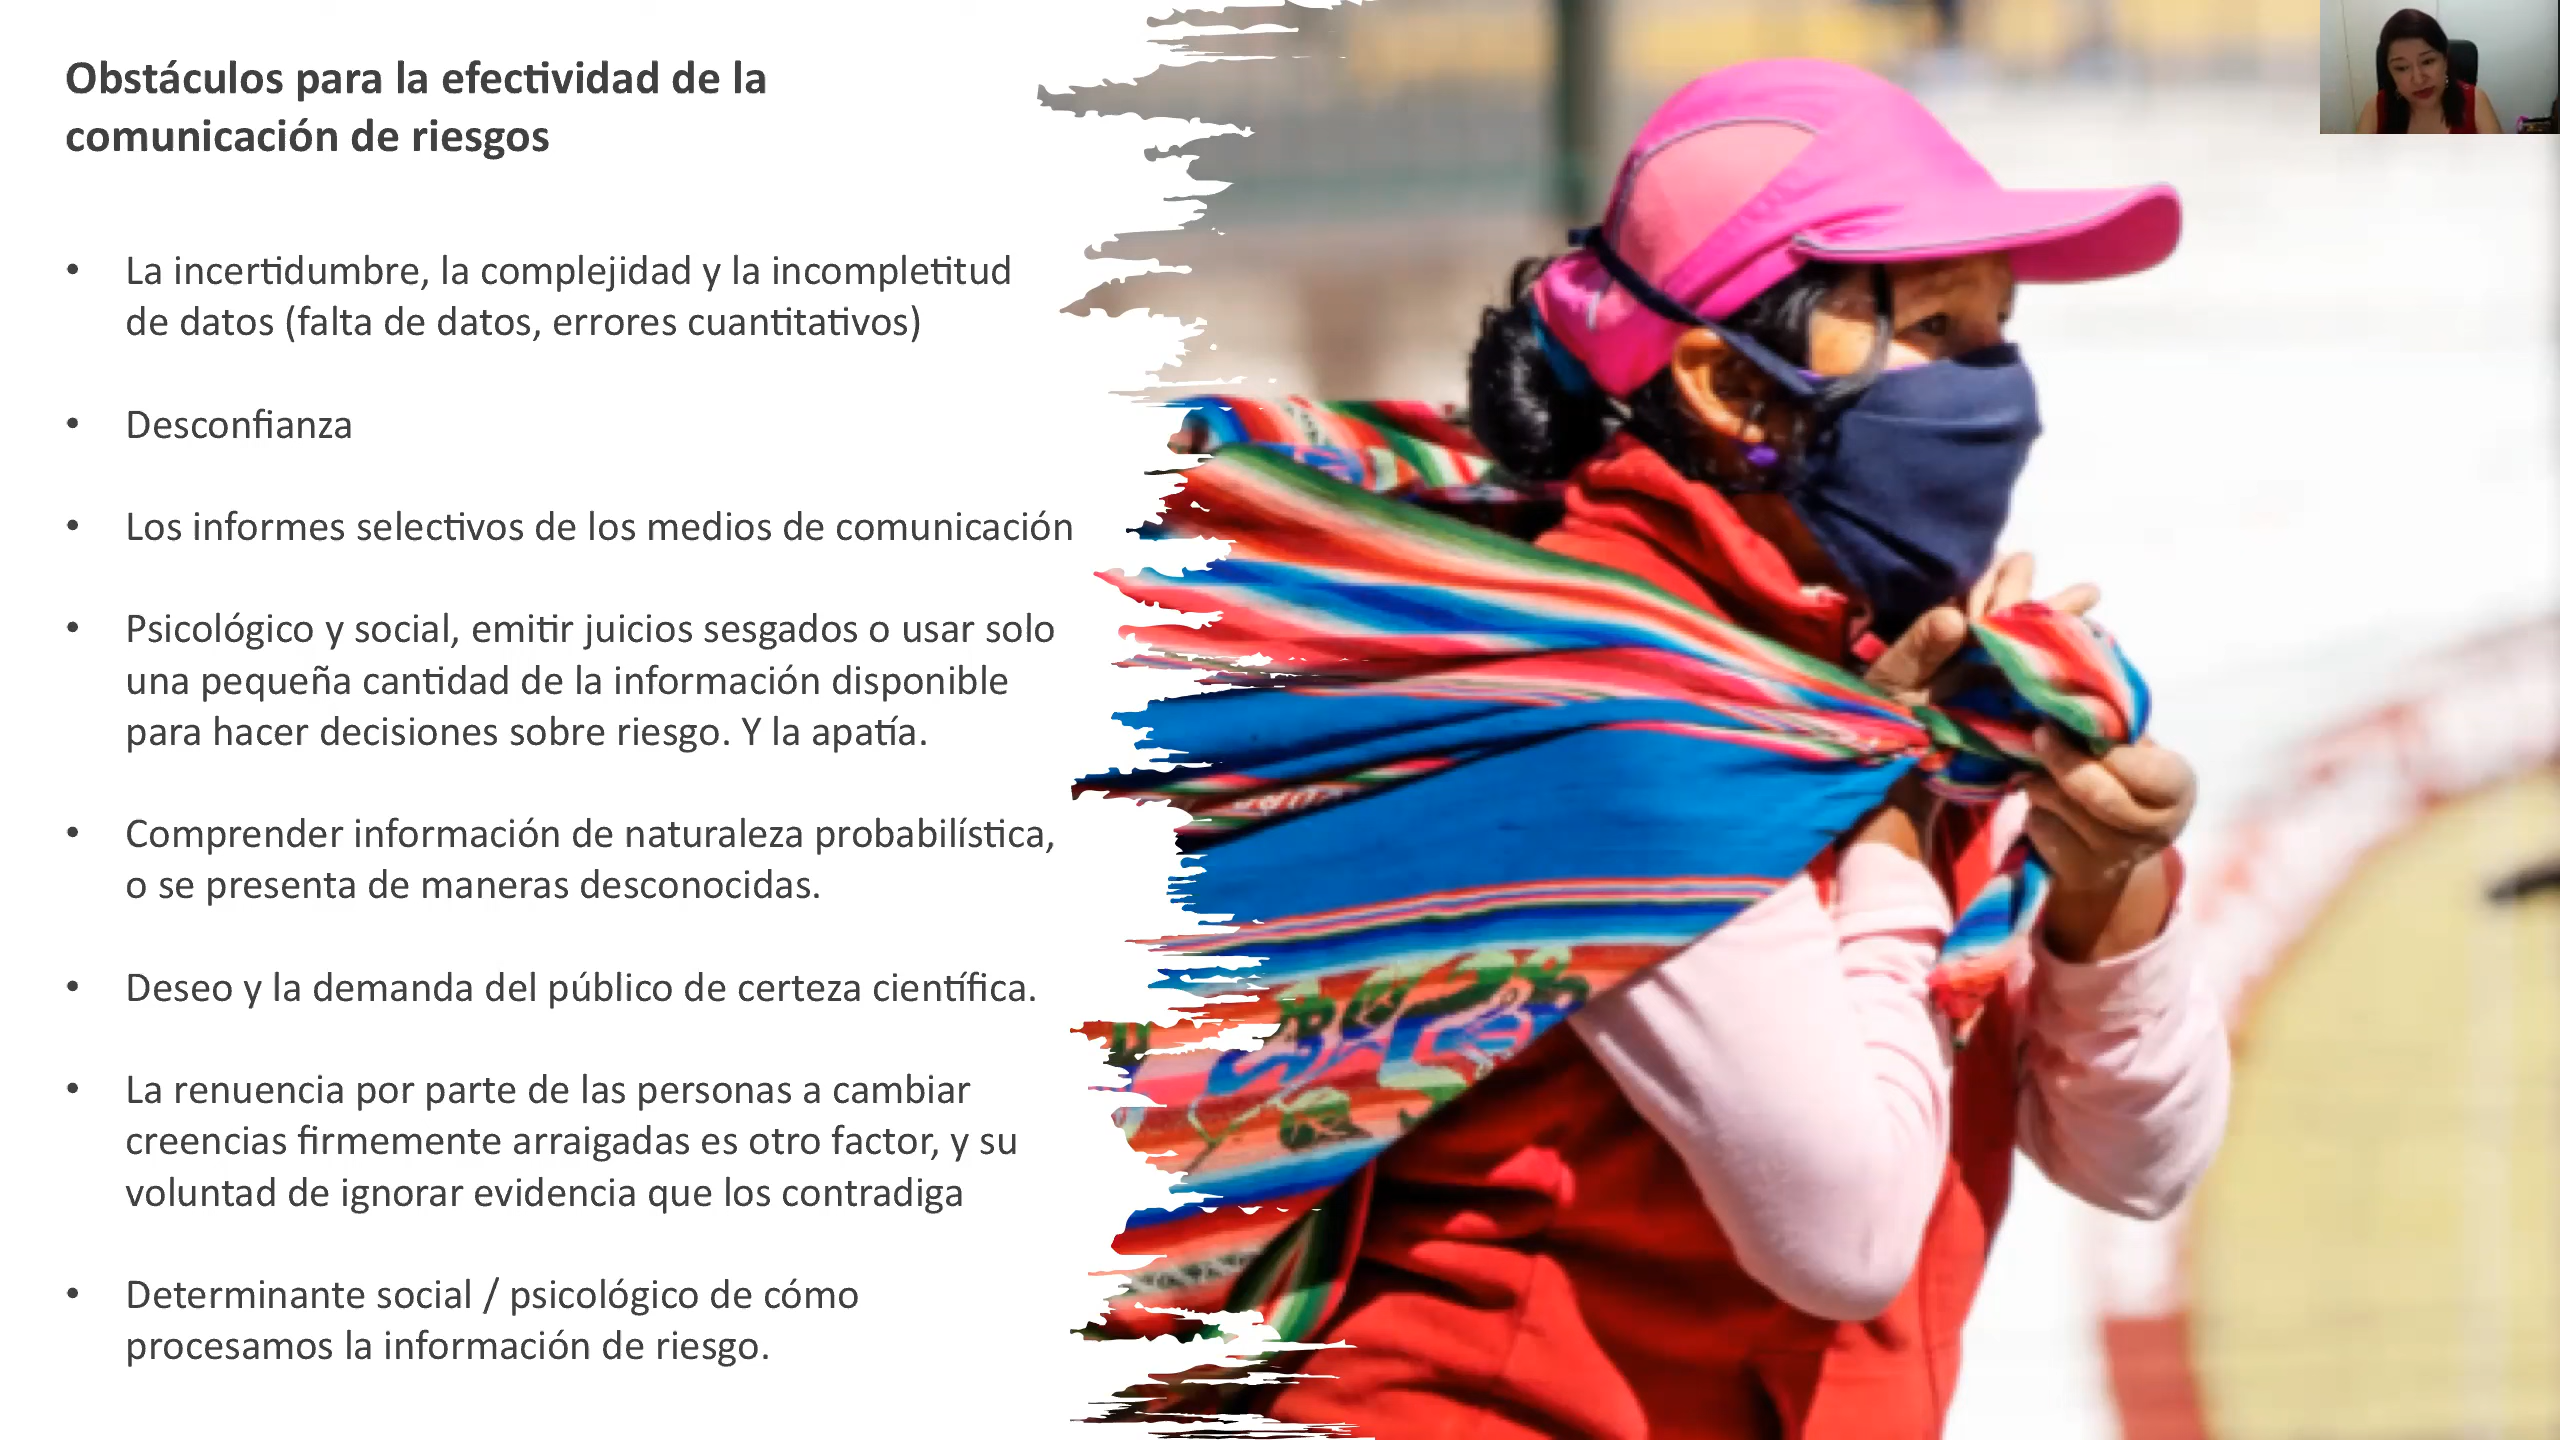 Obstáculos para la efectividad de la
comunicación de riesgos
• La incertidumbre, la complejidad y la incompletitud
de datos (falta de datos, errores cuantitativos)
• Desconfianza
• Los informes selectivos de los medios de comunicación
• Psicológico y social, emitir juicios sesgados o usar solo
una pequeña cantidad de la información disponible
para hacer decisiones sobre riesgo. Y la apatía.
• Comprender información de naturaleza probabilística,
o se presenta de maneras desconocidas.
• Deseo y la demanda del público de certeza científica.
• La renuencia por parte de las personas a cambiar
creencias firmemente arraigadas es otro factor, y su
voluntad de ignorar evidencia que los contradiga
• Determinante social / psicológico de cómo
procesamos la información de riesgo.